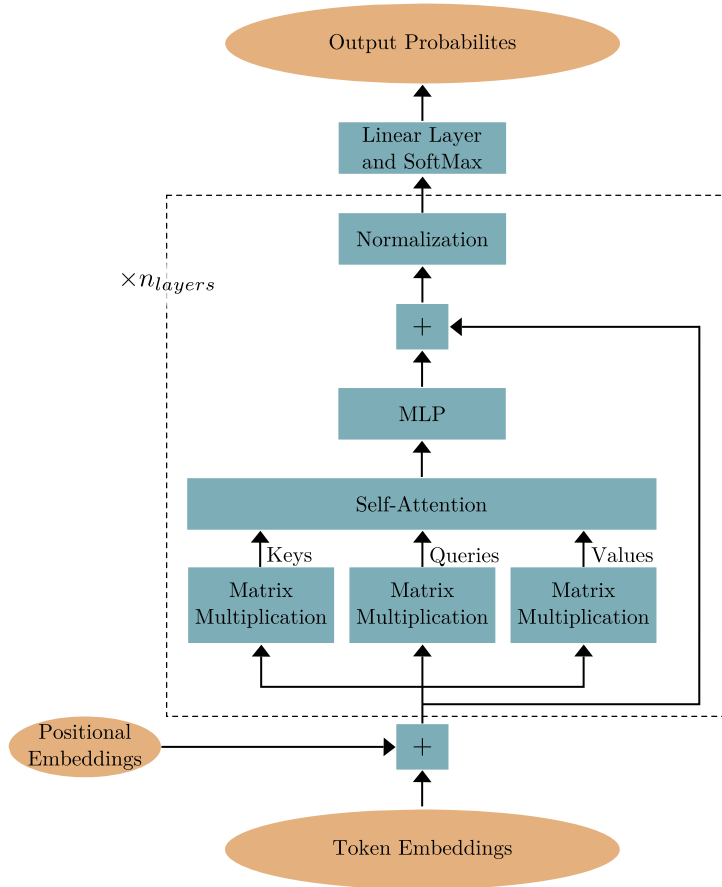 Output Probabilites
Linear Layer
and SoftMax
Normalization
×n_layers
+
MLP
Self-Attention
Keys
Queries
Values
Matrix
Multiplication
Matrix
Multiplication
Matrix
Multiplication
Positional
Embeddings
+
Token Embeddings